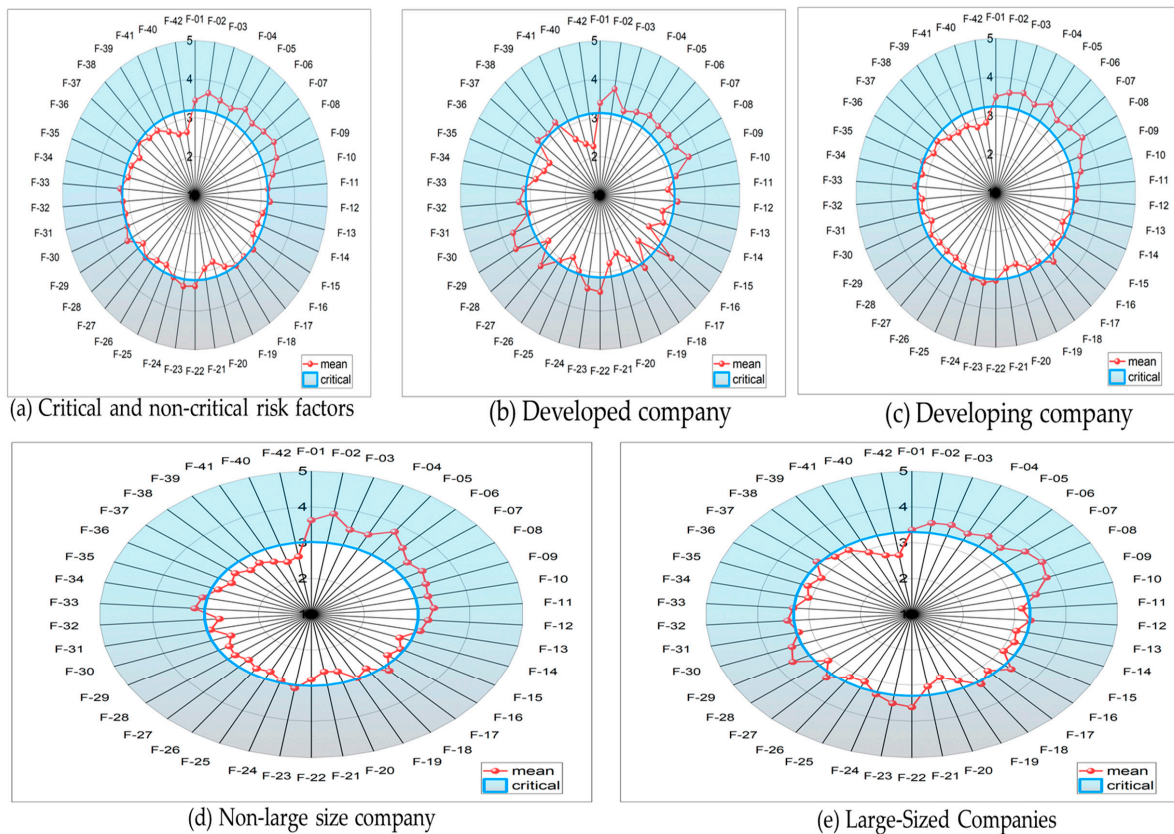 F-01
F-02
F-03
F-04
F-05
F-06
F-07
F-08
F-09
F-10
F-11
F-12
F-13
F-14
F-15
F-16
F-17
F-18
F-19
F-20
F-21
F-22
F-23
F-24
F-25
F-26
F-27
F-28
F-29
F-30
F-31
F-32
F-33
F-34
F-35
F-36
F-37
F-38
F-39
F-40
F-41
F-42
5
4
3
2
mean
critical
(a) Critical and non-critical risk factors
F-01
F-02
F-03
F-04
F-05
F-06
F-07
F-08
F-09
F-10
F-11
F-12
F-13
F-14
F-15
F-16
F-17
F-18
F-19
F-20
F-21
F-22
F-23
F-24
F-25
F-26
F-27
F-28
F-29
F-30
F-31
F-32
F-33
F-34
F-35
F-36
F-37
F-38
F-39
F-40
F-41
F-42
5
4
3
2
mean
critical
(b) Developed company
F-01
F-02
F-03
F-04
F-05
F-06
F-07
F-08
F-09
F-10
F-11
F-12
F-13
F-14
F-15
F-16
F-17
F-18
F-19
F-20
F-21
F-22
F-23
F-24
F-25
F-26
F-27
F-28
F-29
F-30
F-31
F-32
F-33
F-34
F-35
F-36
F-37
F-38
F-39
F-40
F-41
F-42
5
4
3
2
mean
critical
(c) Developing company
F-01
F-02
F-03
F-04
F-05
F-06
F-07
F-08
F-09
F-10
F-11
F-12
F-13
F-14
F-15
F-16
F-17
F-18
F-19
F-20
F-21
F-22
F-23
F-24
F-25
F-26
F-27
F-28
F-29
F-30
F-31
F-32
F-33
F-34
F-35
F-36
F-37
F-38
F-39
F-40
F-41
F-42
5
4
3
2
mean
critical
(d) Non-large size company
F-01
F-02
F-03
F-04
F-05
F-06
F-07
F-08
F-09
F-10
F-11
F-12
F-13
F-14
F-15
F-16
F-17
F-18
F-19
F-20
F-21
F-22
F-23
F-24
F-25
F-26
F-27
F-28
F-29
F-30
F-31
F-32
F-33
F-34
F-35
F-36
F-37
F-38
F-39
F-40
F-41
F-42
5
4
3
2
mean
critical
(e) Large-Sized Companies